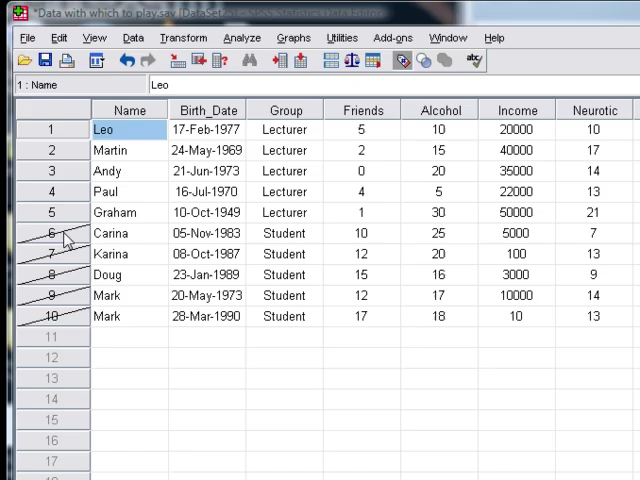 *Data with which to play.sav [DataSet2] - SPSS Statistics Data Editor
File Edit View Data Transform Analyze Graphs Utilities Add-ons Window Help
1 : Name Leo
Name Birth_Date Group Friends Alcohol Income Neurotic
1 Leo 17-Feb-1977 Lecturer 5 10 20000 10
2 Martin 24-May-1969 Lecturer 2 15 40000 17
3 Andy 21-Jun-1973 Lecturer 0 20 35000 14
4 Paul 16-Jul-1970 Lecturer 4 5 22000 13
5 Graham 10-Oct-1949 Lecturer 1 30 50000 21
6 Carina 05-Nov-1983 Student 10 25 5000 7
7 Karina 08-Oct-1987 Student 12 20 100 13
8 Doug 23-Jan-1989 Student 15 16 3000 9
9 Mark 20-May-1973 Student 12 17 10000 14
10 Mark 28-Mar-1990 Student 17 18 10 13
11
12
13
14
15
16
17